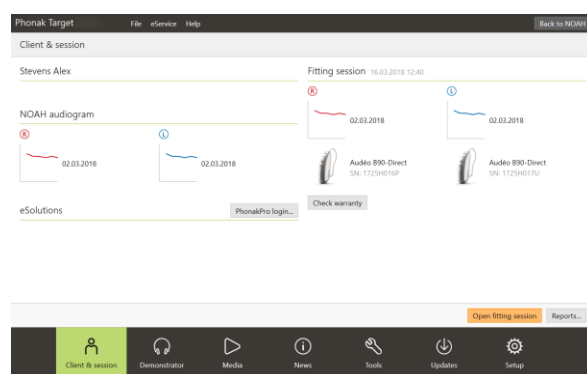 Phonak Target File eService Help Back to NOAH
Client & session
Stevens Alex
Fitting session 16.03.2018 12:40
R
L
02.03.2018
02.03.2018
NOAH audiogram
R
L
02.03.2018
02.03.2018
Audéo B90-Direct
SN: 1725H016P
Audéo B90-Direct
SN: 1725H017U
eSolutions
PhonakPro login...
Check warranty
Open fitting session
Reports...
Client & session
Demonstrator
Media
News
Tools
Updates
Setup